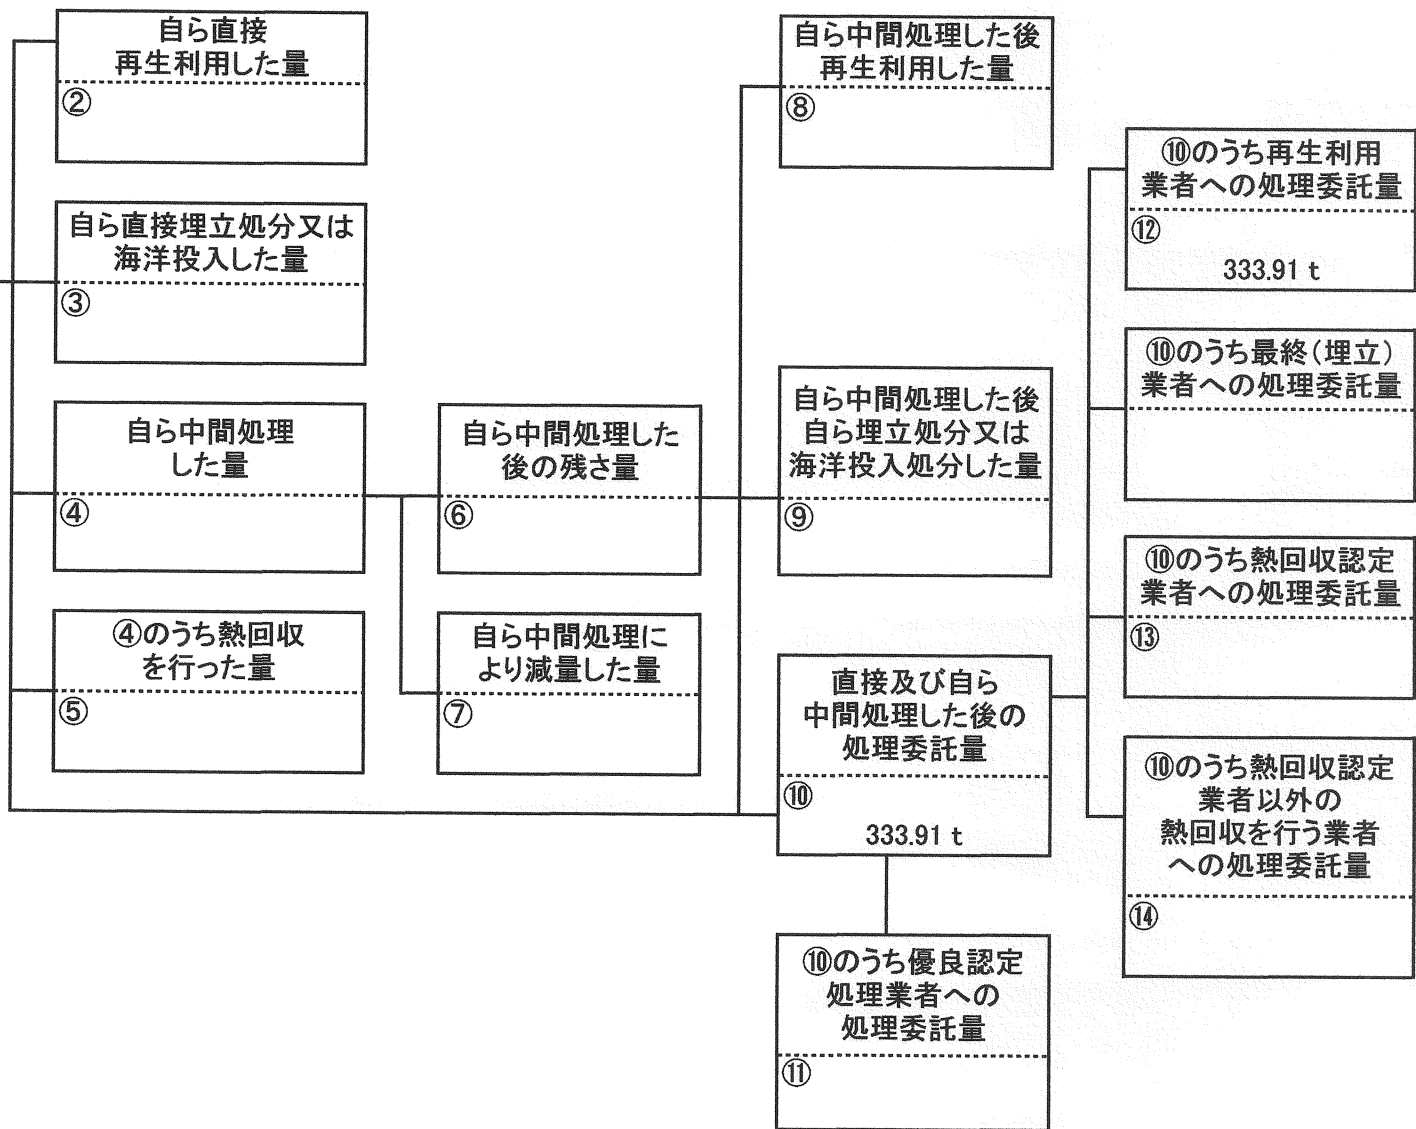 自ら直接
再生利用した量
②
自ら直接埋立処分又は
海洋投入した量
③
自ら中間処理
した量
④
④のうち熱回収
を行った量
⑤
自ら中間処理した
後の残さ量
⑥
自ら中間処理に
より減量した量
⑦
自ら中間処理した後
再生利用した量
⑧
自ら中間処理した後
自ら埋立処分又は
海洋投入処分した量
⑨
直接及び自ら
中間処理した後の
処理委託量
⑩
333.91 t
⑩のうち優良認定
処理業者への
処理委託量
⑪
⑩のうち再生利用
業者への処理委託量
⑫
333.91 t
⑩のうち最終(埋立)
業者への処理委託量
⑩のうち熱回収認定
業者への処理委託量
⑬
⑩のうち熱回収認定
業者以外の
熱回収を行う業者
への処理委託量
⑭